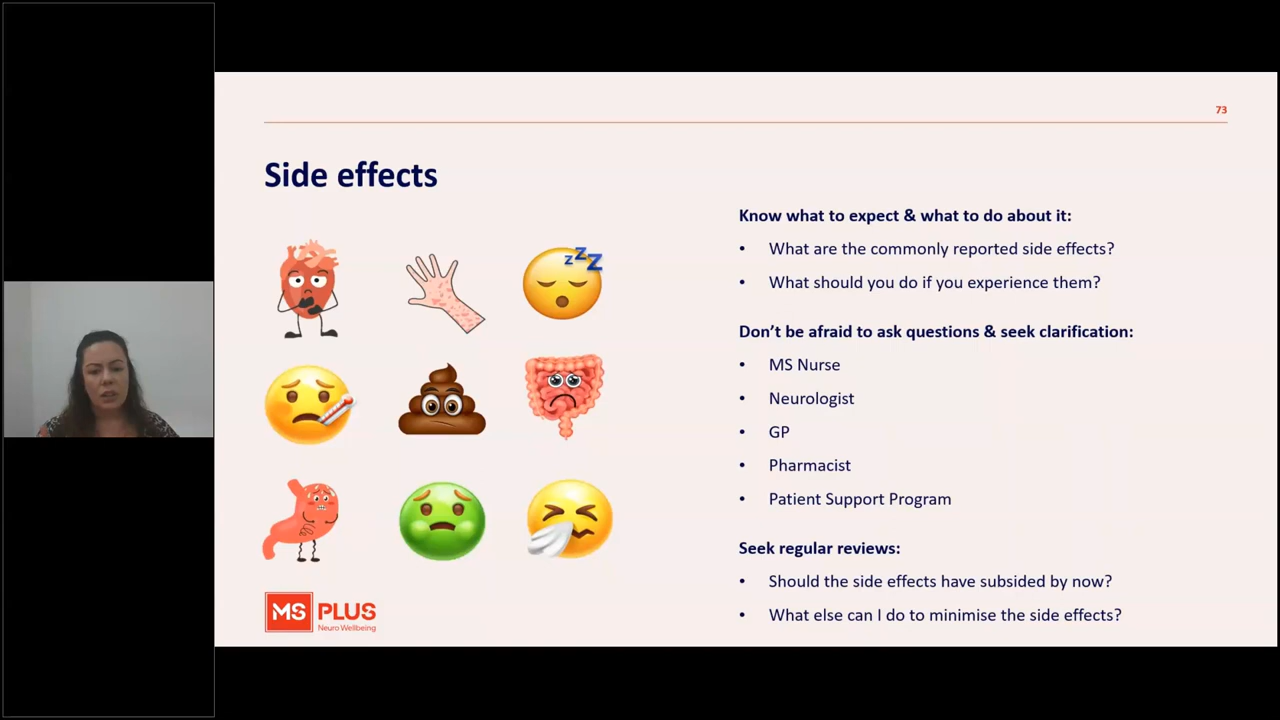 73
Side effects
Know what to expect & what to do about it:
• What are the commonly reported side effects?
• What should you do if you experience them?
Don’t be afraid to ask questions & seek clarification:
• MS Nurse
• Neurologist
• GP
• Pharmacist
• Patient Support Program
Seek regular reviews:
• Should the side effects have subsided by now?
• What else can I do to minimise the side effects?
zzZ
MS PLUS
Neuro Wellbeing